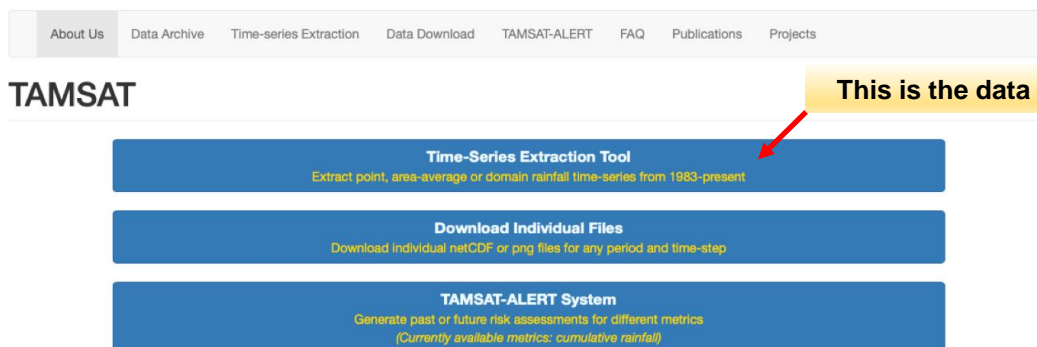 About Us Data Archive Time-series Extraction Data Download TAMSAT-ALERT FAQ Publications Projects
TAMSAT
This is the data
Time-Series Extraction Tool
Extract point, area-average or domain rainfall time-series from 1983-present
Download Individual Files
Download individual netCDF or png files for any period and time-step
TAMSAT-ALERT System
Generate past or future risk assessments for different metrics
(Currently available metrics: cumulative rainfall)